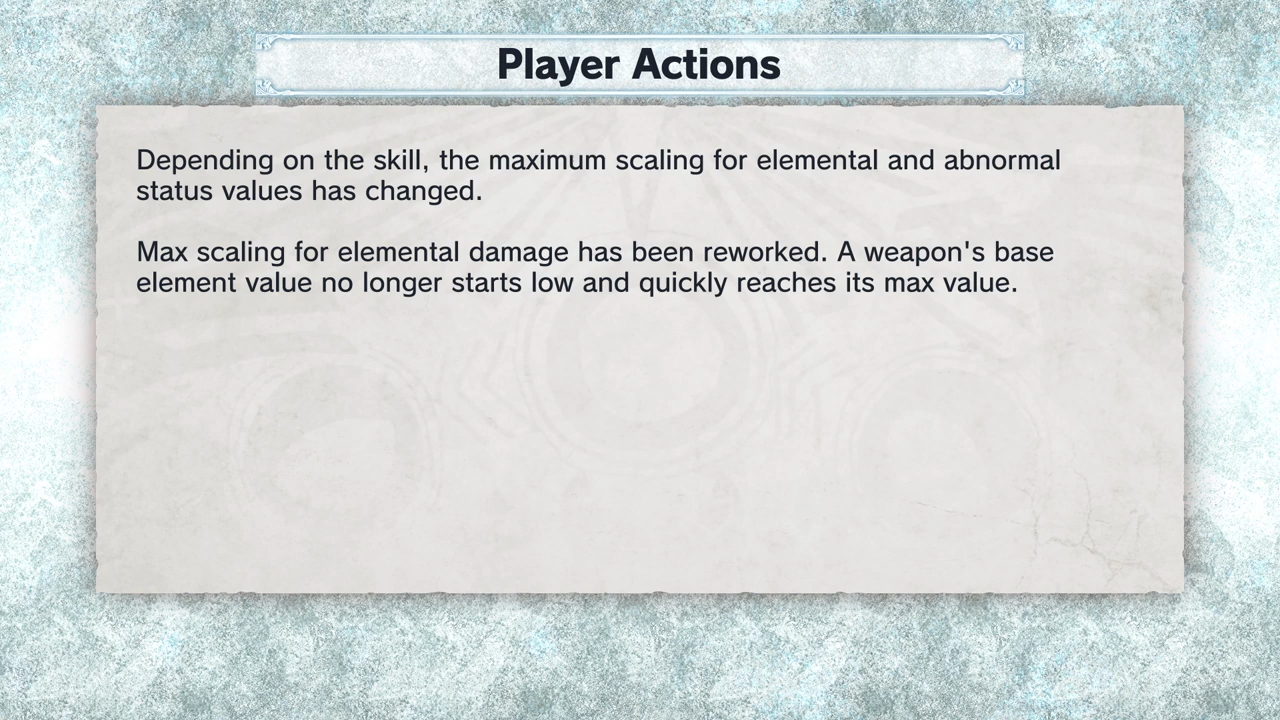 Player Actions
Depending on the skill, the maximum scaling for elemental and abnormal
status values has changed.
Max scaling for elemental damage has been reworked. A weapon's base
element value no longer starts low and quickly reaches its max value.